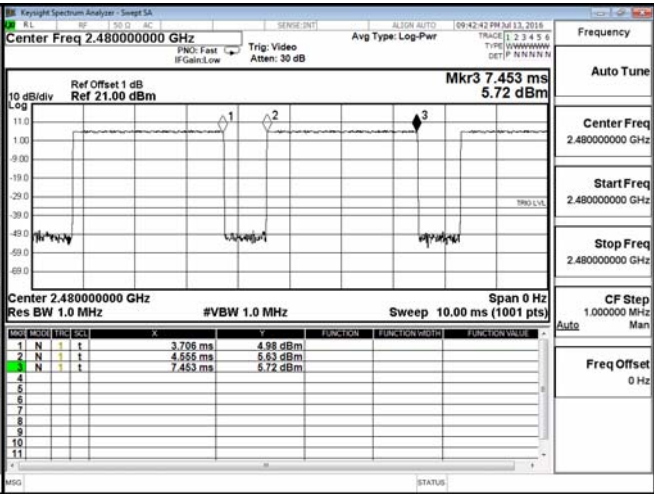 Keysight Spectrum Analyzer - Swept SA
RL RF 50 Ω AC SENSE:INT ALIGN AUTO 09:42:42 PM Jul 13, 2016
Center Freq 2.480000000 GHz
PNO: Fast
IFGain:Low
Trig: Video
Atten: 30 dB
Avg Type: Log-Pwr
TRACE 1 2 3 4 5 6
TYPE WWWWWW
DET P NNNNN
Frequency
Auto Tune
Center Freq
2.480000000 GHz
Start Freq
2.480000000 GHz
Stop Freq
2.480000000 GHz
CF Step
1.000000 MHz
Auto Man
Freq Offset
0 Hz
Mkr3 7.453 ms
5.72 dBm
Ref Offset 1 dB
10 dB/div Ref 21.00 dBm
Log
11.0
1.00
-9.00
-19.0
-29.0
-39.0
-49.0
-59.0
-69.0
1
2
3
TRIG LVL
Center 2.480000000 GHz Span 0 Hz
Res BW 1.0 MHz #VBW 1.0 MHz Sweep 10.00 ms (1001 pts)
MKR MODE TRC SCL X Y FUNCTION FUNCTION WIDTH FUNCTION VALUE
1 N 1 t 3.706 ms 4.98 dBm
2 N 1 t 4.555 ms 5.63 dBm
3 N 1 t 7.453 ms 5.72 dBm
4
5
6
7
8
9
10
11
MSG STATUS